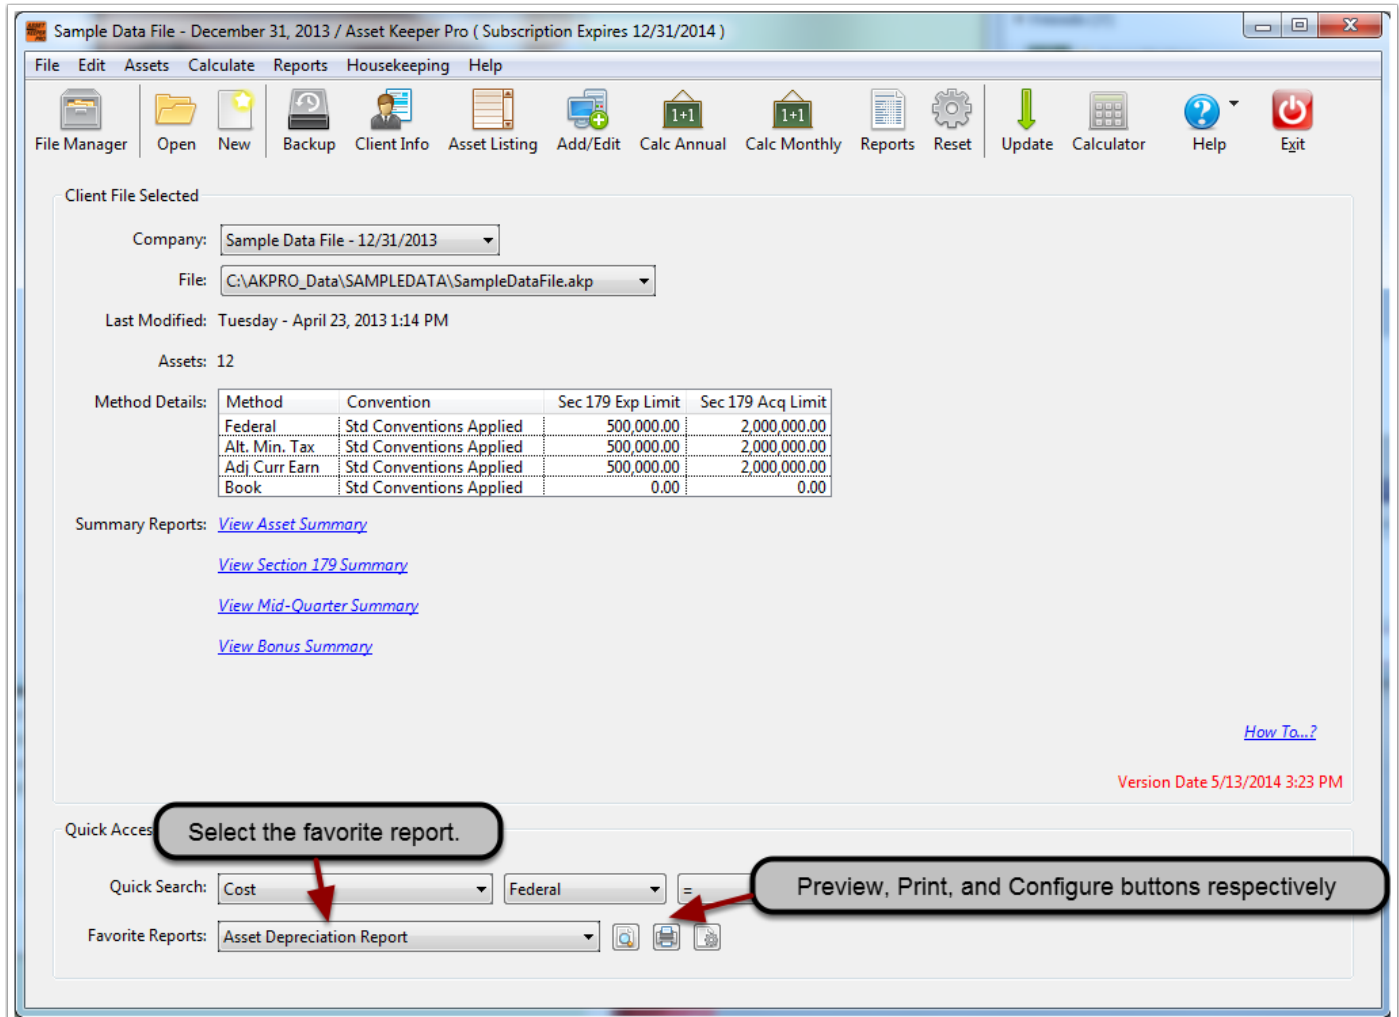 Sample Data File - December 31, 2013 / Asset Keeper Pro ( Subscription Expires 12/31/2014 )
File Edit Assets Calculate Reports Housekeeping Help
File Manager Open New Backup Client Info Asset Listing Add/Edit Calc Annual Calc Monthly Reports Reset Update Calculator Help Exit
Client File Selected
Company: Sample Data File - 12/31/2013
File: C:\AKPRO_Data\SAMPLEDATA\SampleDataFile.akp
Last Modified: Tuesday - April 23, 2013 1:14 PM
Assets: 12
Method Details: Method Convention Sec 179 Exp Limit Sec 179 Acq Limit
Federal Std Conventions Applied 500,000.00 2,000,000.00
Alt. Min. Tax Std Conventions Applied 500,000.00 2,000,000.00
Adj Curr Earn Std Conventions Applied 500,000.00 2,000,000.00
Book Std Conventions Applied 0.00 0.00
Summary Reports: View Asset Summary
View Section 179 Summary
View Mid-Quarter Summary
View Bonus Summary
How To...?
Version Date 5/13/2014 3:23 PM
Quick Acces
Select the favorite report.
Quick Search: Cost Federal =
Preview, Print, and Configure buttons respectively
Favorite Reports: Asset Depreciation Report